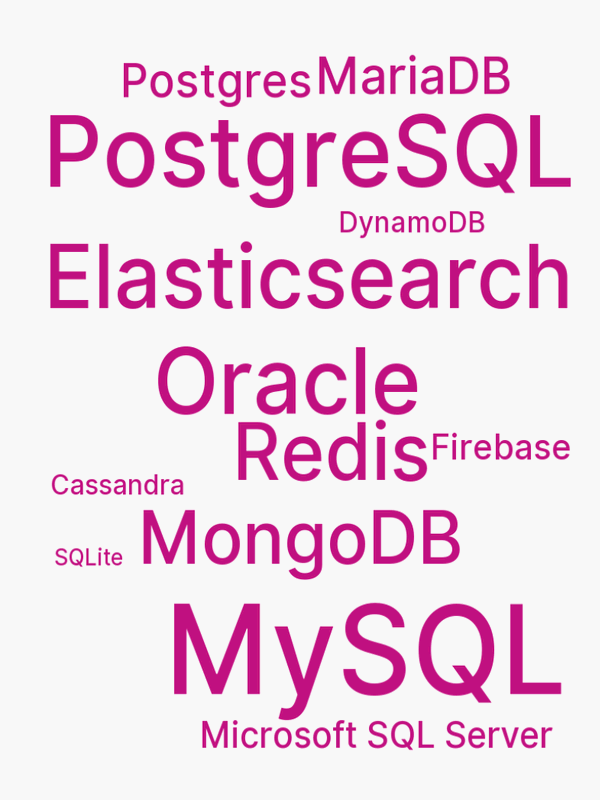 Postgres MariaDB
PostgreSQL
DynamoDB
Elasticsearch
Oracle
Redis Firebase
Cassandra
MongoDB
SQLite
MySQL
Microsoft SQL Server